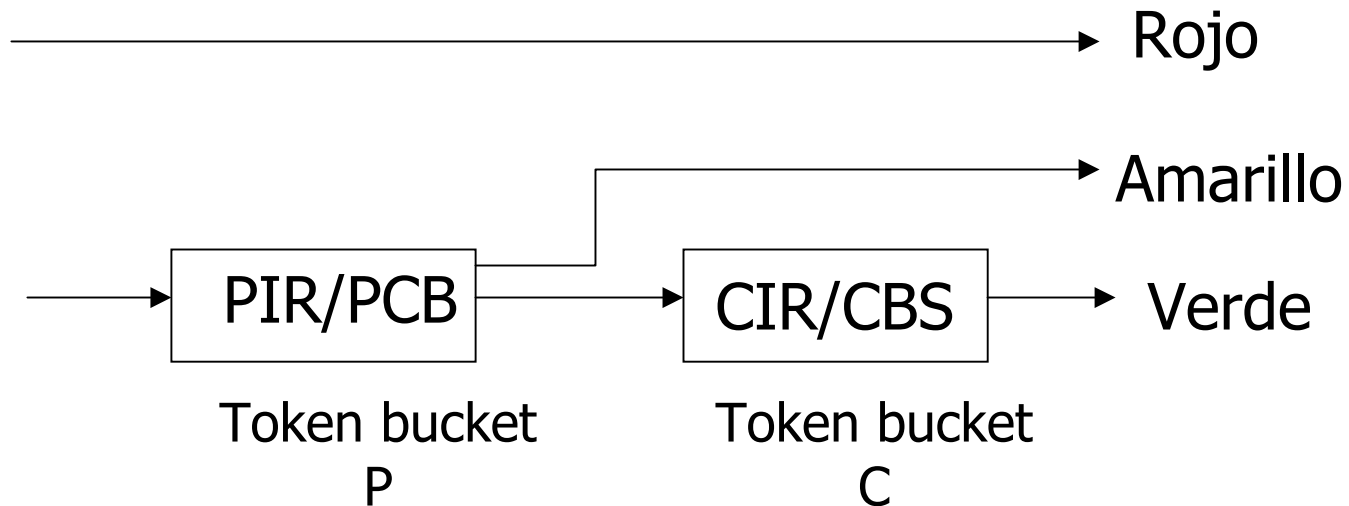 Rojo
Amarillo
PIR/PCB
CIR/CBS
Verde
Token bucket
P
Token bucket
C